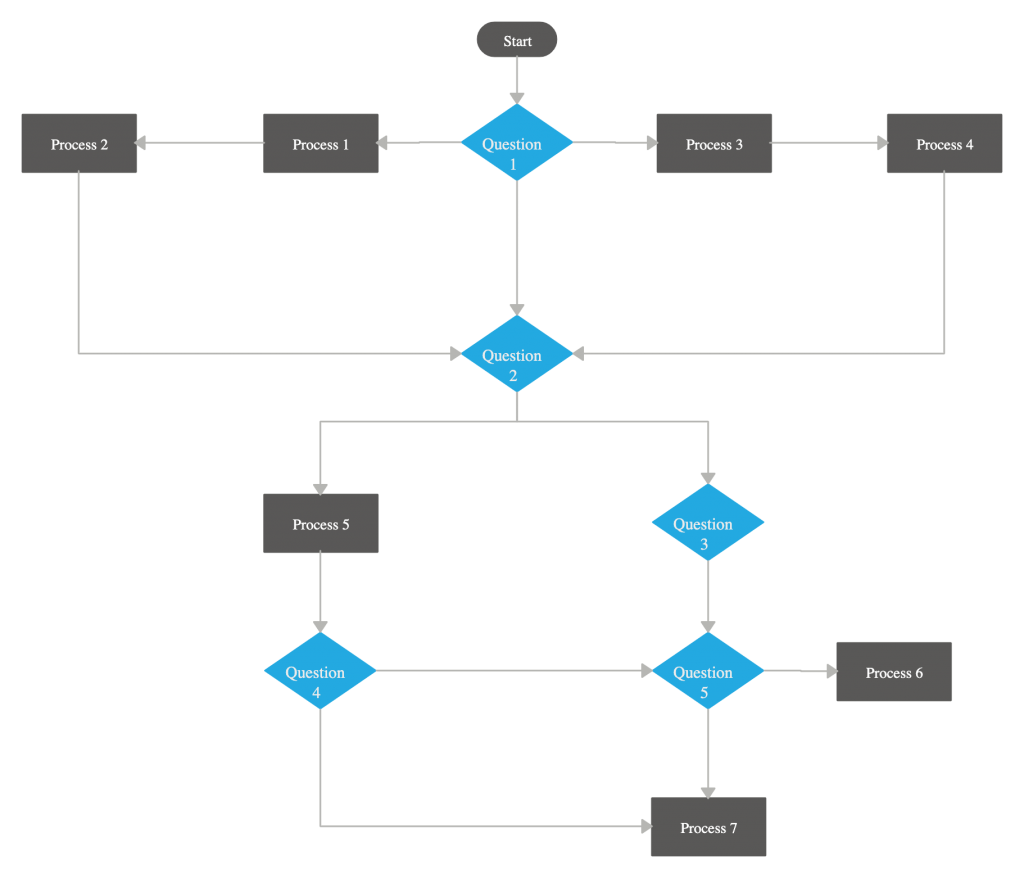 Start
Process 2
Process 1
Question
1
Process 3
Process 4
Question
2
Process 5
Question
3
Question
4
Question
5
Process 6
Process 7